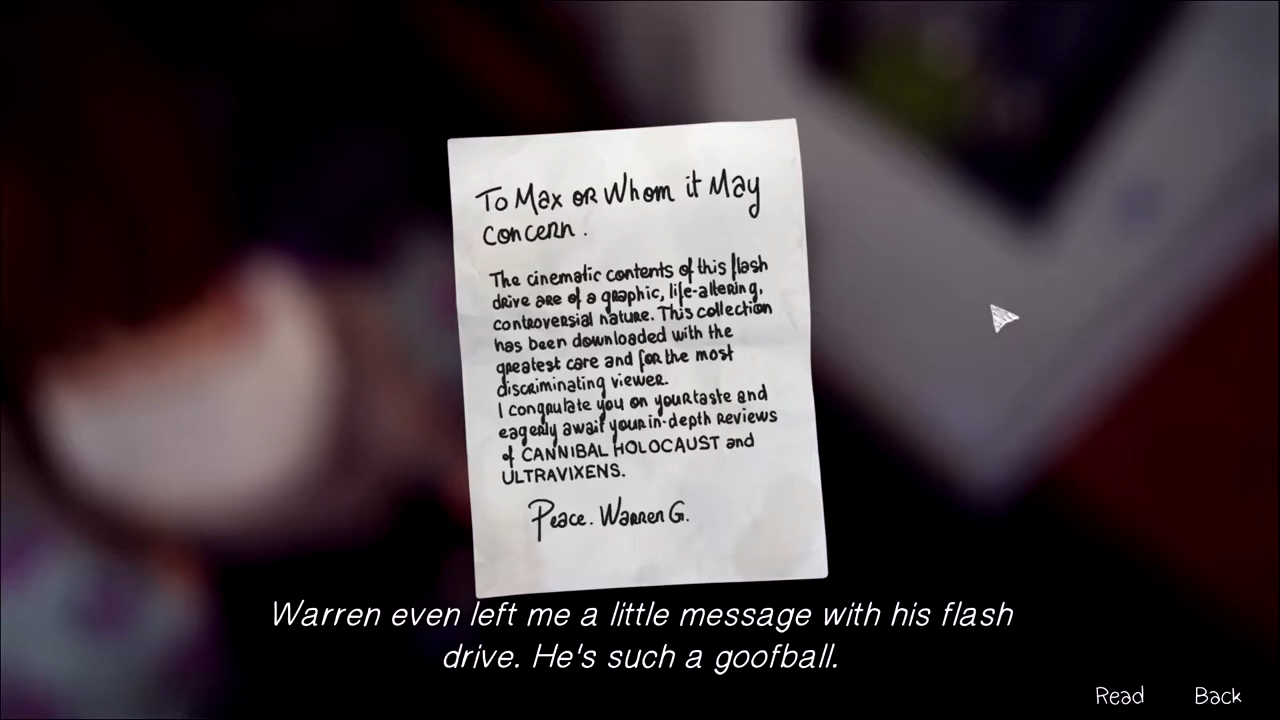 To Max or Whom it May
Concern.
The cinematic contents of this flash
drive are of a graphic, life-altering,
controversial nature. This collection
has been downloaded with the
greatest care and for the most
discriminating viewer.
I congrulate you on your taste and
eagerly await your in-depth reviews
of CANNIBAL HOLOCAUST and
ULTRAVIXENS.
Peace. Warren G.
Warren even left me a little message with his flash
drive. He's such a goofball.
Read Back